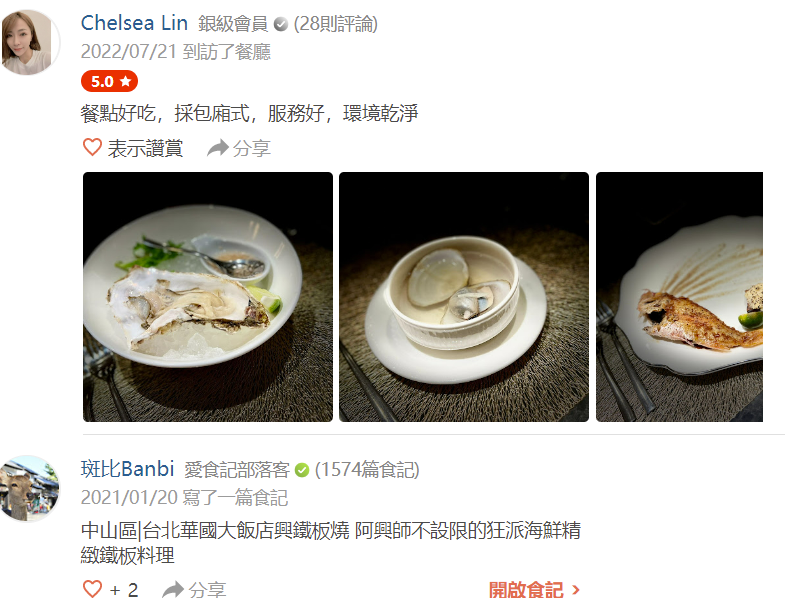 Chelsea Lin 銀級會員 (28則評論)
2022/07/21 到訪了餐廳
5.0
餐點好吃，採包廂式，服務好，環境乾淨
表示讚賞 分享
斑比Banbi 愛食記部落客 (1574篇食記)
2021/01/20 寫了一篇食記
中山區|台北華國大飯店興鐵板燒 阿興師不設限的狂派海鮮精
緻鐵板料理
+ 2 分享 開啟食記